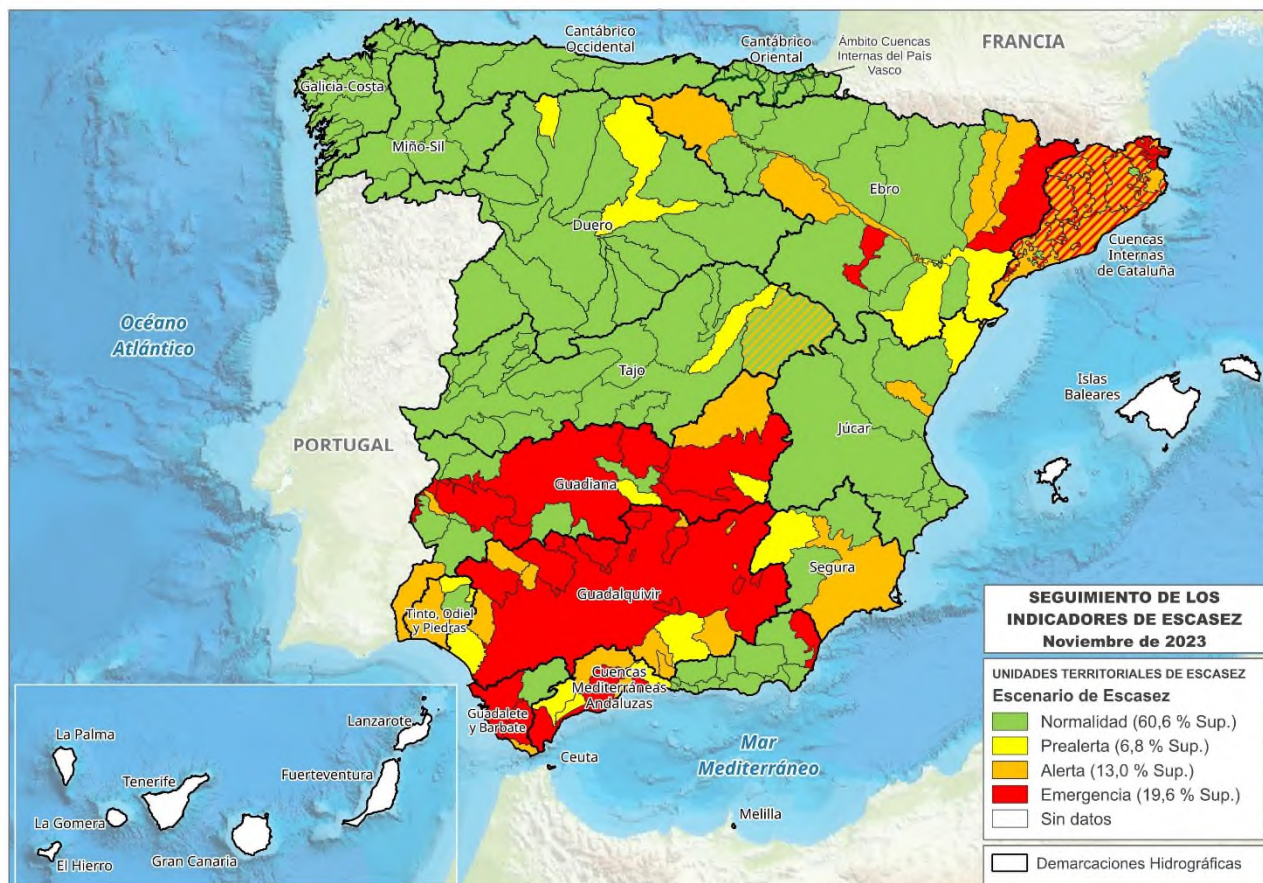 Cantábrico
Occidental
Cantábrico
Oriental
Ámbito Cuencas
Internas del País
Vasco
FRANCIA
Galicia-Costa
Miño-Sil
Ebro
Duero
Cuencas
Internas
de Cataluña
Océano
Atlántico
Tajo
Islas
Baleares
Júcar
PORTUGAL
Guadiana
Segura
Guadalquivir
Tinto, Odiel
y Piedras
Cuencas
Mediterráneas
Andaluzas
Guadalete
y Barbate
Ceuta
Mar
Mediterráneo
Melilla
Lanzarote
La Palma
Fuerteventura
Tenerife
La Gomera
El Hierro
Gran Canaria
SEGUIMIENTO DE LOS
INDICADORES DE ESCASEZ
Noviembre de 2023
UNIDADES TERRITORIALES DE ESCASEZ
Escenario de Escasez
Normalidad (60,6 % Sup.)
Prealerta (6,8 % Sup.)
Alerta (13,0 % Sup.)
Emergencia (19,6 % Sup.)
Sin datos
Demarcaciones Hidrográficas